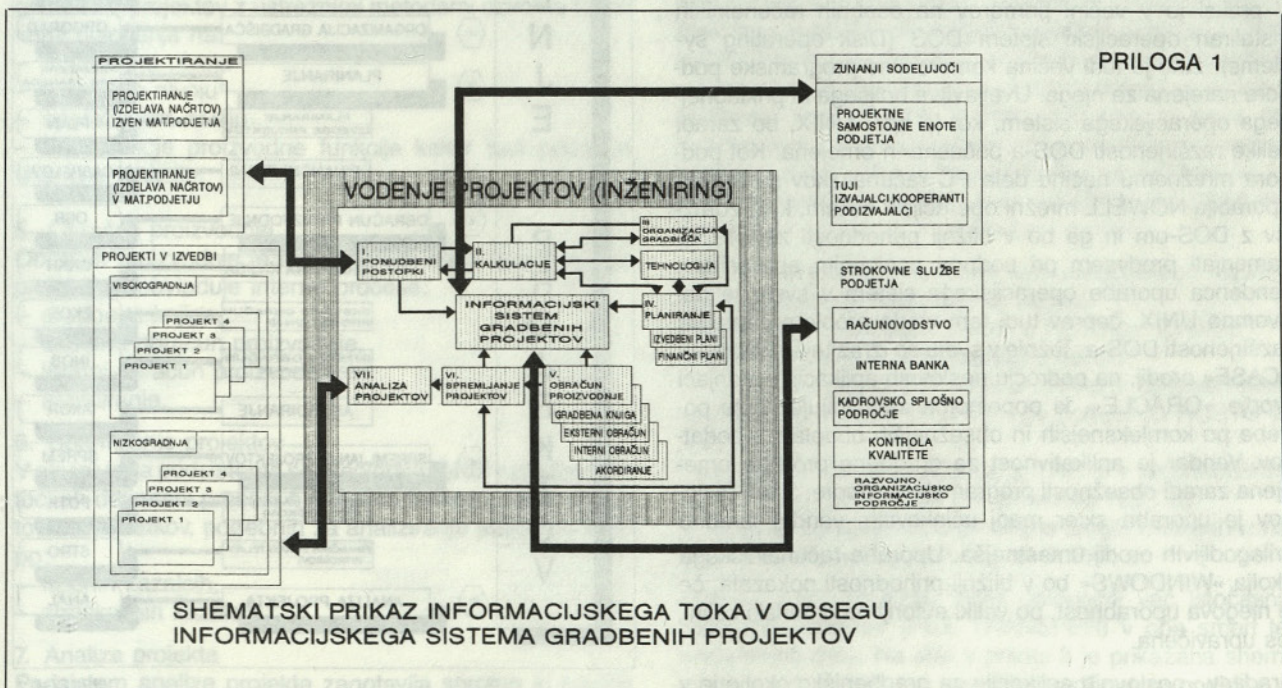 PRILOGA 1
PROJEKTIRANJE
PROJEKTIRANJE
(IZDELAVA NAČRTOV)
IZVEN MAT.PODJETJA
PROJEKTIRANJE
(IZDELAVA NAČRTOV)
V MAT.PODJETJU
PROJEKTI V IZVEDBI
VISOKOGRADNJA
PROJEKT 4
PROJEKT 3
PROJEKT 2
PROJEKT 1
NIZKOGRADNJA
PROJEKT 4
PROJEKT 3
PROJEKT 2
PROJEKT 1
VODENJE PROJEKTOV (INŽENIRING)
I.
PONUDBENI
POSTOPKI
II.
KALKULACIJE
III.
ORGANIZACIJA
GRADBIŠČA
TEHNOLOGIJA
INFORMACIJSKI
SISTEM
GRADBENIH
PROJEKTOV
IV.
PLANIRANJE
IZVEDBENI PLANI
FINANČNI PLANI
VII.
ANALIZA
PROJEKTOV
VI.
SPREMLJANJE
PROJEKTOV
V.
OBRAČUN
PROIZVODNJE
GRADBENA KNJIGA
EKSTERNI OBRAČUN
INTERNI OBRAČUN
AKORDIRANJE
ZUNANJI SODELUJOČI
PROJEKTNE
SAMOSTOJNE ENOTE
PODJETJA
TUJI
IZVAJALCI,KOOPERANTI
PODIZVAJALCI
STROKOVNE SLUŽBE
PODJETJA
RAČUNOVODSTVO
INTERNA BANKA
KADROVSKO SPLOŠNO
PODROČJE
KONTROLA
KVALITETE
RAZVOJNO,
ORGANIZACIJSKO
INFORMACIJSKO
PODROČJE
SHEMATSKI PRIKAZ INFORMACIJSKEGA TOKA V OBSEGU
INFORMACIJSKEGA SISTEMA GRADBENIH PROJEKTOV